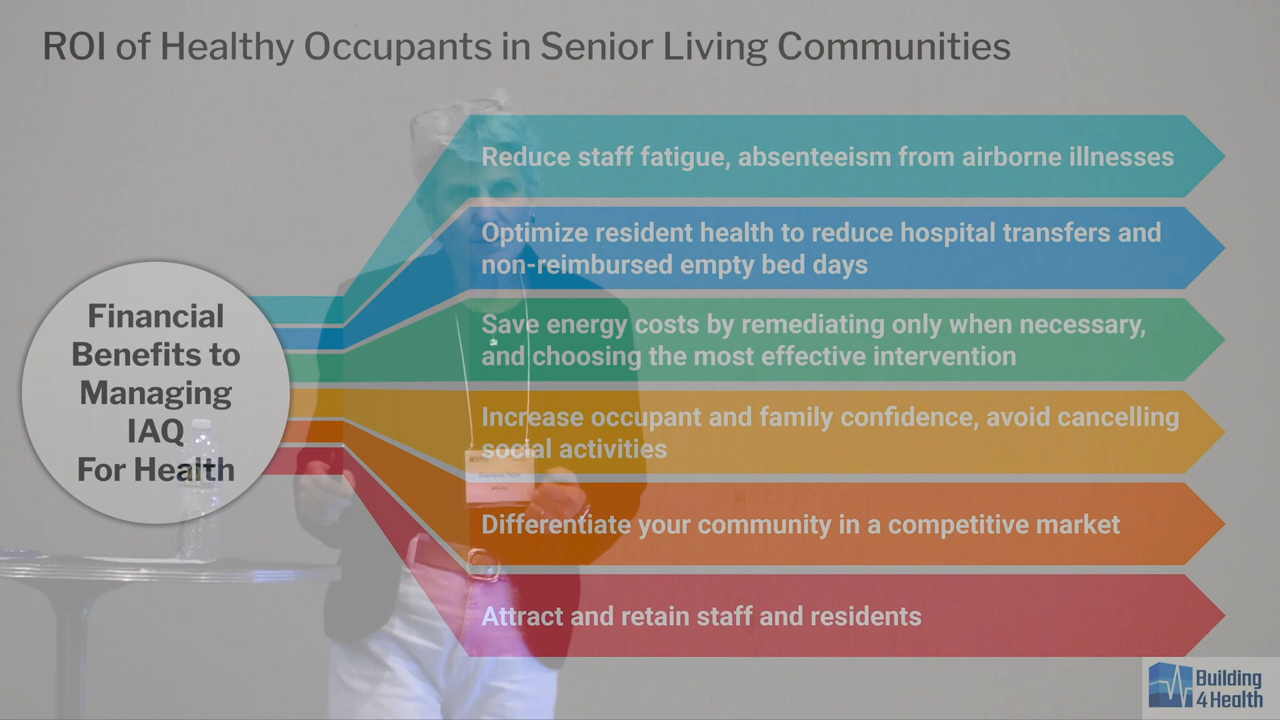 ROI of Healthy Occupants in Senior Living Communities
Financial
Benefits to
Managing
IAQ
For Health
Reduce staff fatigue, absenteeism from airborne illnesses
Optimize resident health to reduce hospital transfers and
non-reimbursed empty bed days
Save energy costs by remediating only when necessary,
and choosing the most effective intervention
Increase occupant and family confidence, avoid cancelling
social activities
Differentiate your community in a competitive market
Attract and retain staff and residents
Building
4 Health